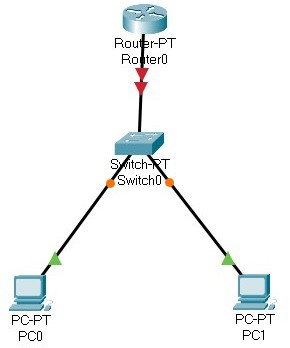 Router-PT
Router0
Switch-PT
Switch0
PC-PT
PC0
PC-PT
PC1